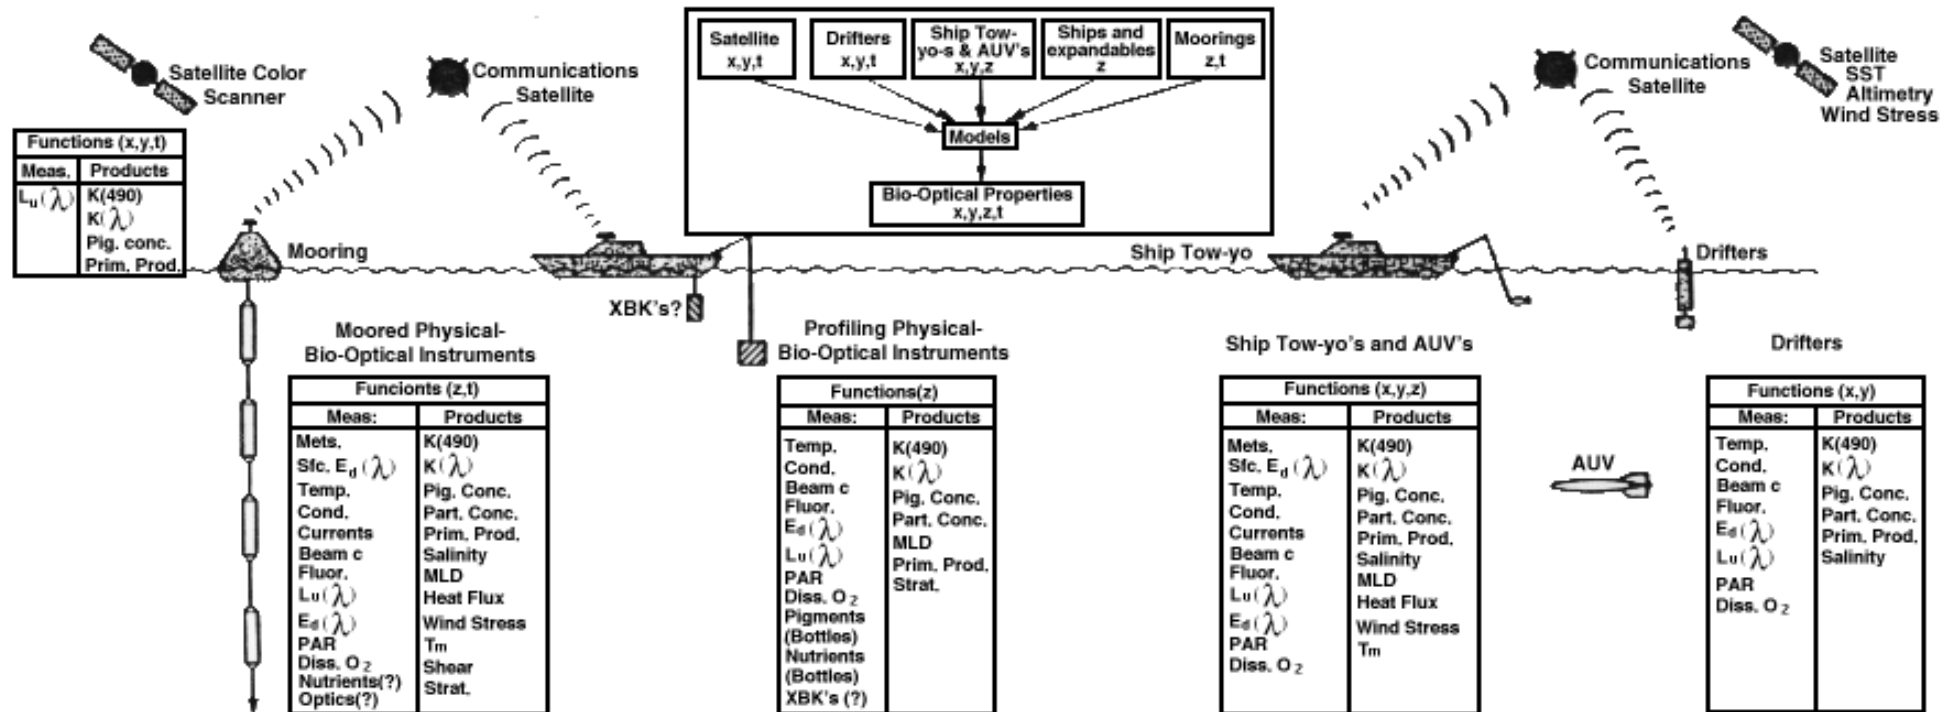 Satellite Color
Scanner
Communications
Satellite
Satellite
x,y,t
Drifters
x,y,t
Ship Tow-
yo-s & AUV's
x,y,z
Ships and
expandables
z
Moorings
z,t
Models
Bio-Optical Properties
x,y,z,t
Communications
Satellite
Satellite
SST
Altimetry
Wind Stress
Functions (x,y,t)
Meas. Products
Lu(λ) K(490)
K(λ)
Pig. conc.
Prim. Prod.
Mooring
XBK's?
Ship Tow-yo
Drifters
Moored Physical-
Bio-Optical Instruments
Funcionts (z,t)
Meas: Products
Mets. K(490)
Sfc. Ed(λ) K(λ)
Temp. Pig. Conc.
Cond. Part. Conc.
Currents Prim. Prod.
Beam c Salinity
Fluor. MLD
Lu(λ) Heat Flux
Ed(λ) Wind Stress
PAR Tm
Diss. O2 Shear
Nutrients(?) Strat.
Optics(?)
Profiling Physical-
Bio-Optical Instruments
Functions(z)
Meas: Products
Temp. K(490)
Cond. K(λ)
Beam c Pig. Conc.
Fluor. Part. Conc.
Ed(λ) MLD
Lu(λ) Prim. Prod.
PAR Strat.
Diss. O2
Pigments
(Bottles)
Nutrients
(Bottles)
XBK's (?)
Ship Tow-yo's and AUV's
Functions (x,y,z)
Meas: Products
Mets. K(490)
Sfc. Ed(λ) K(λ)
Temp. Pig. Conc.
Cond. Part. Conc.
Currents Prim. Prod.
Beam c Salinity
Fluor. MLD
Lu(λ) Heat Flux
Ed(λ) Wind Stress
PAR Tm
Diss. O2
AUV
Drifters
Functions (x,y)
Meas: Products
Temp. K(490)
Cond. K(λ)
Beam c Pig. Conc.
Fluor. Part. Conc.
Ed(λ) Prim. Prod.
Lu(λ) Salinity
PAR
Diss. O2